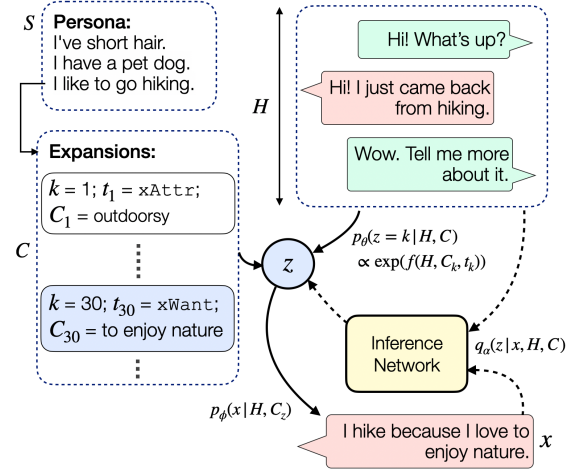 S
Persona:
I've short hair.
I have a pet dog.
I like to go hiking.
H
Hi! What's up?
Hi! I just came back
from hiking.
Wow. Tell me more
about it.
C
Expansions:
k = 1; t₁ = xAttr;
C₁ = outdoorsy
k = 30; t₃₀ = xWant;
C₃₀ = to enjoy nature
z
pθ(z = k | H, C)
∝ exp(f(H, Cₖ, tₖ))
Inference
Network
qα(z | x, H, C)
pϕ(x | H, C_z)
I hike because I love to
enjoy nature.
x